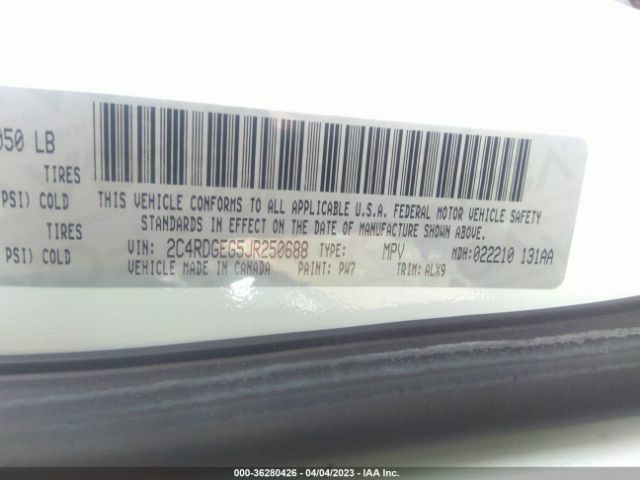 050 LB
TIRES
PSI) COLD
TIRES
PSI) COLD
THIS VEHICLE CONFORMS TO ALL APPLICABLE U.S.A. FEDERAL MOTOR VEHICLE SAFETY
STANDARDS IN EFFECT ON THE DATE OF MANUFACTURE SHOWN ABOVE.
VIN: 2C4RDGEG5JR250688 TYPE: MPV MDH:022210 131AA
VEHICLE MADE IN CANADA PAINT: PW7 TRIM: ALX9
000-36280426 - 04/04/2023 - IAA Inc.